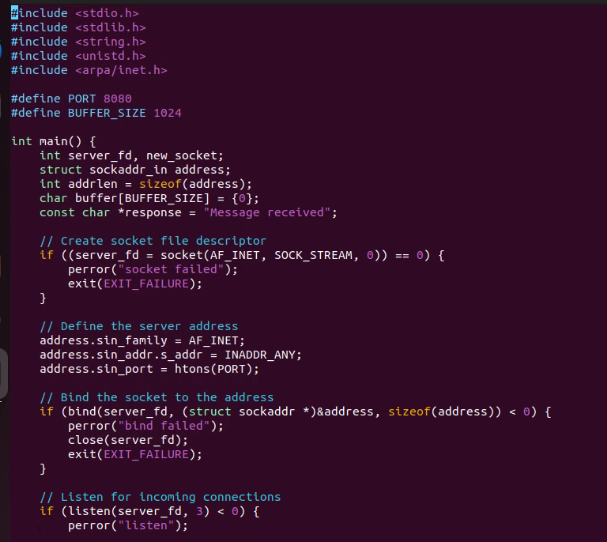 #include <stdio.h>
#include <stdlib.h>
#include <string.h>
#include <unistd.h>
#include <arpa/inet.h>

#define PORT 8080
#define BUFFER_SIZE 1024

int main() {
    int server_fd, new_socket;
    struct sockaddr_in address;
    int addrlen = sizeof(address);
    char buffer[BUFFER_SIZE] = {0};
    const char *response = "Message received";

    // Create socket file descriptor
    if ((server_fd = socket(AF_INET, SOCK_STREAM, 0)) == 0) {
        perror("socket failed");
        exit(EXIT_FAILURE);
    }

    // Define the server address
    address.sin_family = AF_INET;
    address.sin_addr.s_addr = INADDR_ANY;
    address.sin_port = htons(PORT);

    // Bind the socket to the address
    if (bind(server_fd, (struct sockaddr *)&address, sizeof(address)) < 0) {
        perror("bind failed");
        close(server_fd);
        exit(EXIT_FAILURE);
    }

    // Listen for incoming connections
    if (listen(server_fd, 3) < 0) {
        perror("listen");